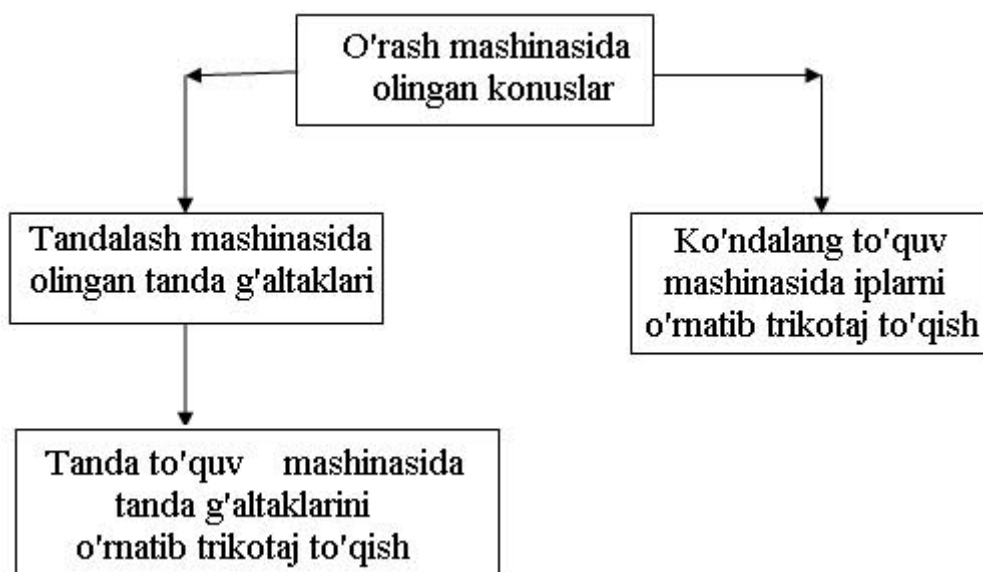 O'rash mashinasida
olingan konuslar
Tandalash mashinasida
olingan tanda g'altaklari
Ko'ndalang to'quv
mashinasida iplarni
o'rnatib trikotaj to'qish
Tanda to'quv mashinasida
tanda g'altaklarini
o'rnatib trikotaj to'qish